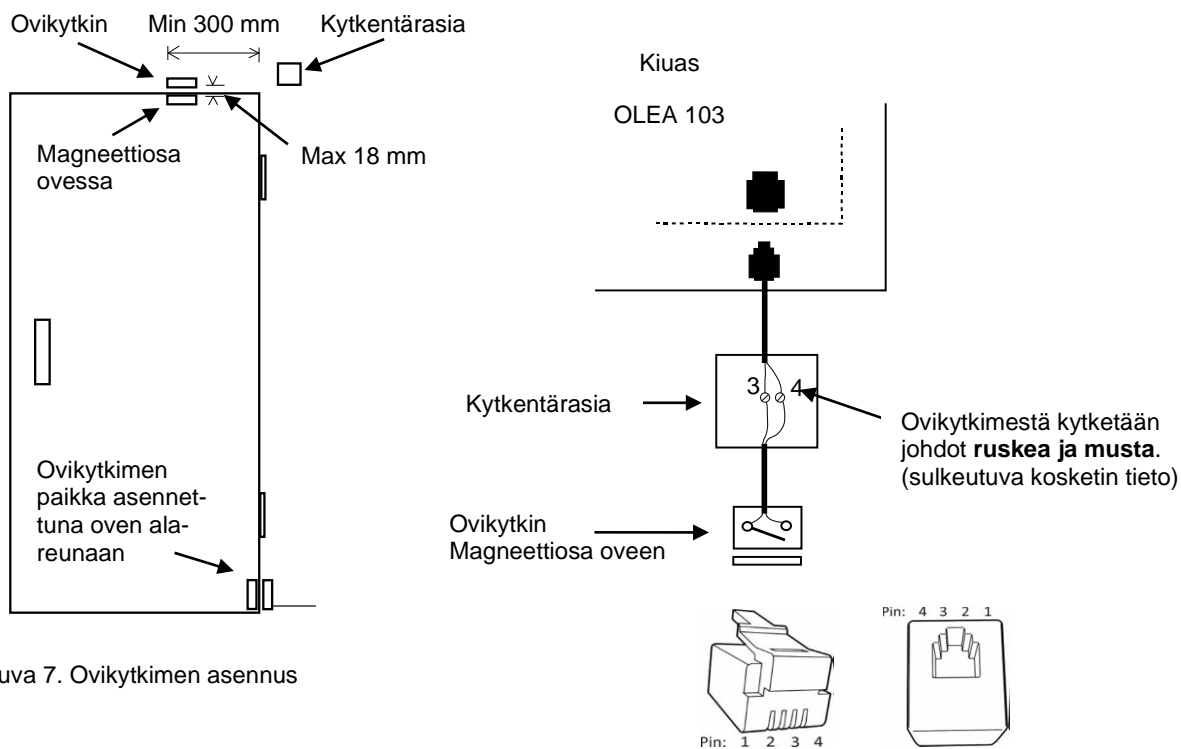 Ovikytkin
Min 300 mm
Kytkentärasia
Magneettiosa
ovessa
Max 18 mm
Ovikytkimen
paikka asennet-
tuna oven ala-
reunaan
Kiuas
OLEA 103
3 4
Kytkentärasia
Ovikytkimestä kytketään
johdot ruskea ja musta.
(sulkeutuva kosketin tieto)
Ovikytkin
Magneettiosa oveen
Pin: 1 2 3 4
Pin: 4 3 2 1
uva 7. Ovikytkimen asennus